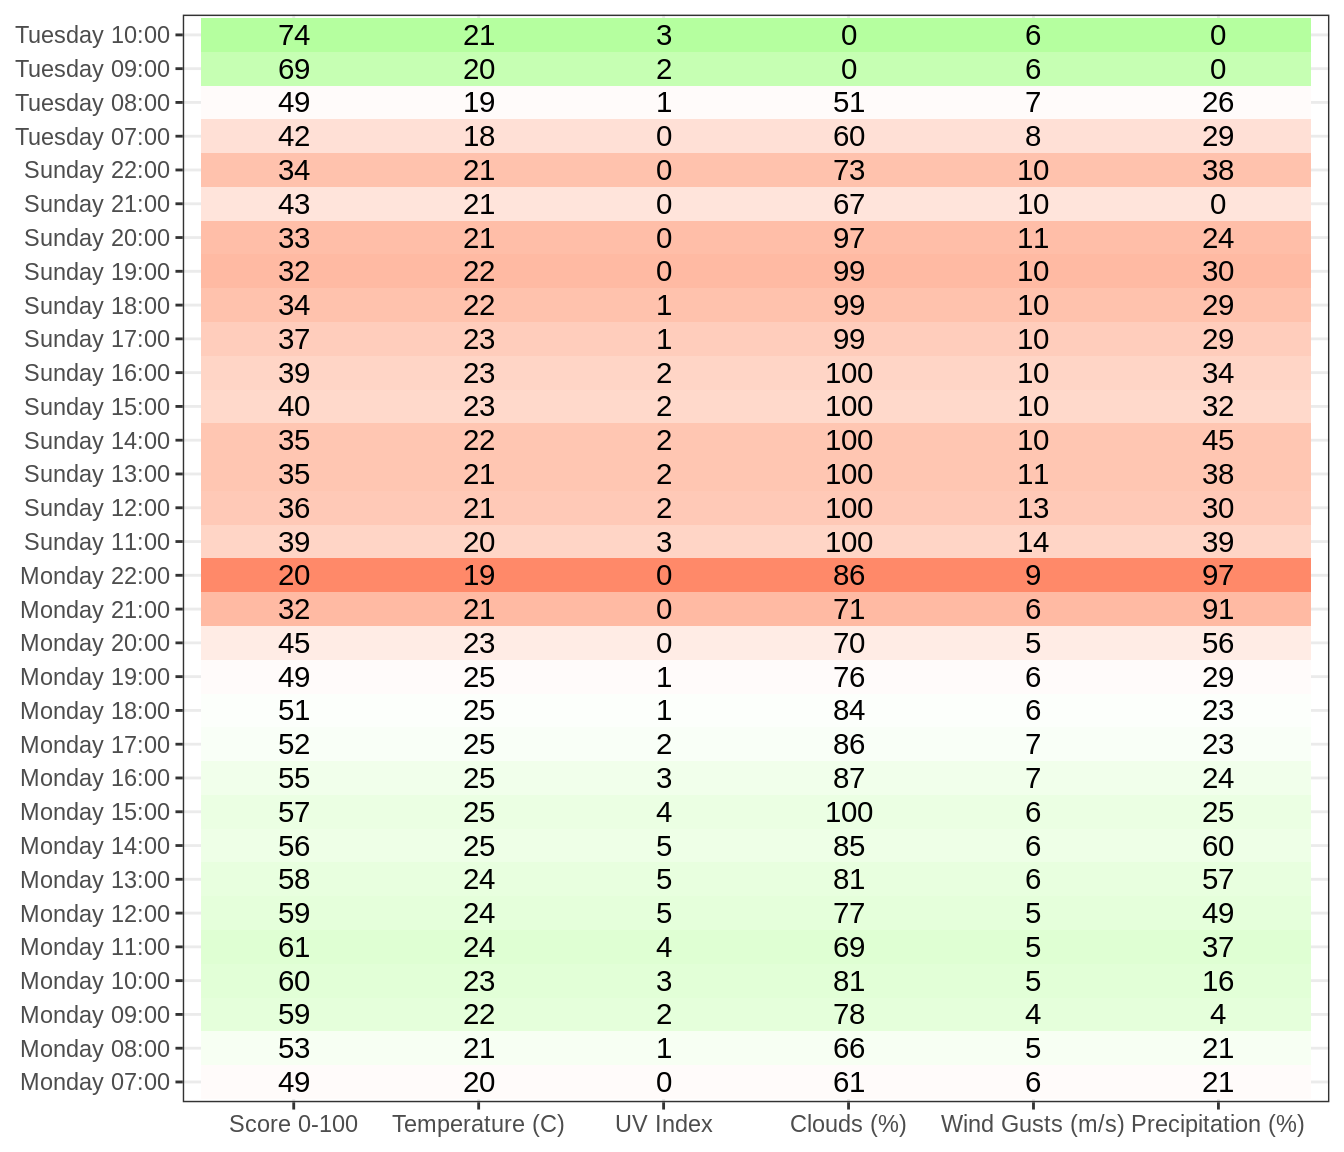 Tuesday 10:00 74 21 3 0 6 0
Tuesday 09:00 69 20 2 0 6 0
Tuesday 08:00 49 19 1 51 7 26
Tuesday 07:00 42 18 0 60 8 29
Sunday 22:00 34 21 0 73 10 38
Sunday 21:00 43 21 0 67 10 0
Sunday 20:00 33 21 0 97 11 24
Sunday 19:00 32 22 0 99 10 30
Sunday 18:00 34 22 1 99 10 29
Sunday 17:00 37 23 1 99 10 29
Sunday 16:00 39 23 2 100 10 34
Sunday 15:00 40 23 2 100 10 32
Sunday 14:00 35 22 2 100 10 45
Sunday 13:00 35 21 2 100 11 38
Sunday 12:00 36 21 2 100 13 30
Sunday 11:00 39 20 3 100 14 39
Monday 22:00 20 19 0 86 9 97
Monday 21:00 32 21 0 71 6 91
Monday 20:00 45 23 0 70 5 56
Monday 19:00 49 25 1 76 6 29
Monday 18:00 51 25 1 84 6 23
Monday 17:00 52 25 2 86 7 23
Monday 16:00 55 25 3 87 7 24
Monday 15:00 57 25 4 100 6 25
Monday 14:00 56 25 5 85 6 60
Monday 13:00 58 24 5 81 6 57
Monday 12:00 59 24 5 77 5 49
Monday 11:00 61 24 4 69 5 37
Monday 10:00 60 23 3 81 5 16
Monday 09:00 59 22 2 78 4 4
Monday 08:00 53 21 1 66 5 21
Monday 07:00 49 20 0 61 6 21
Score 0-100 Temperature (C) UV Index Clouds (%) Wind Gusts (m/s) Precipitation (%)